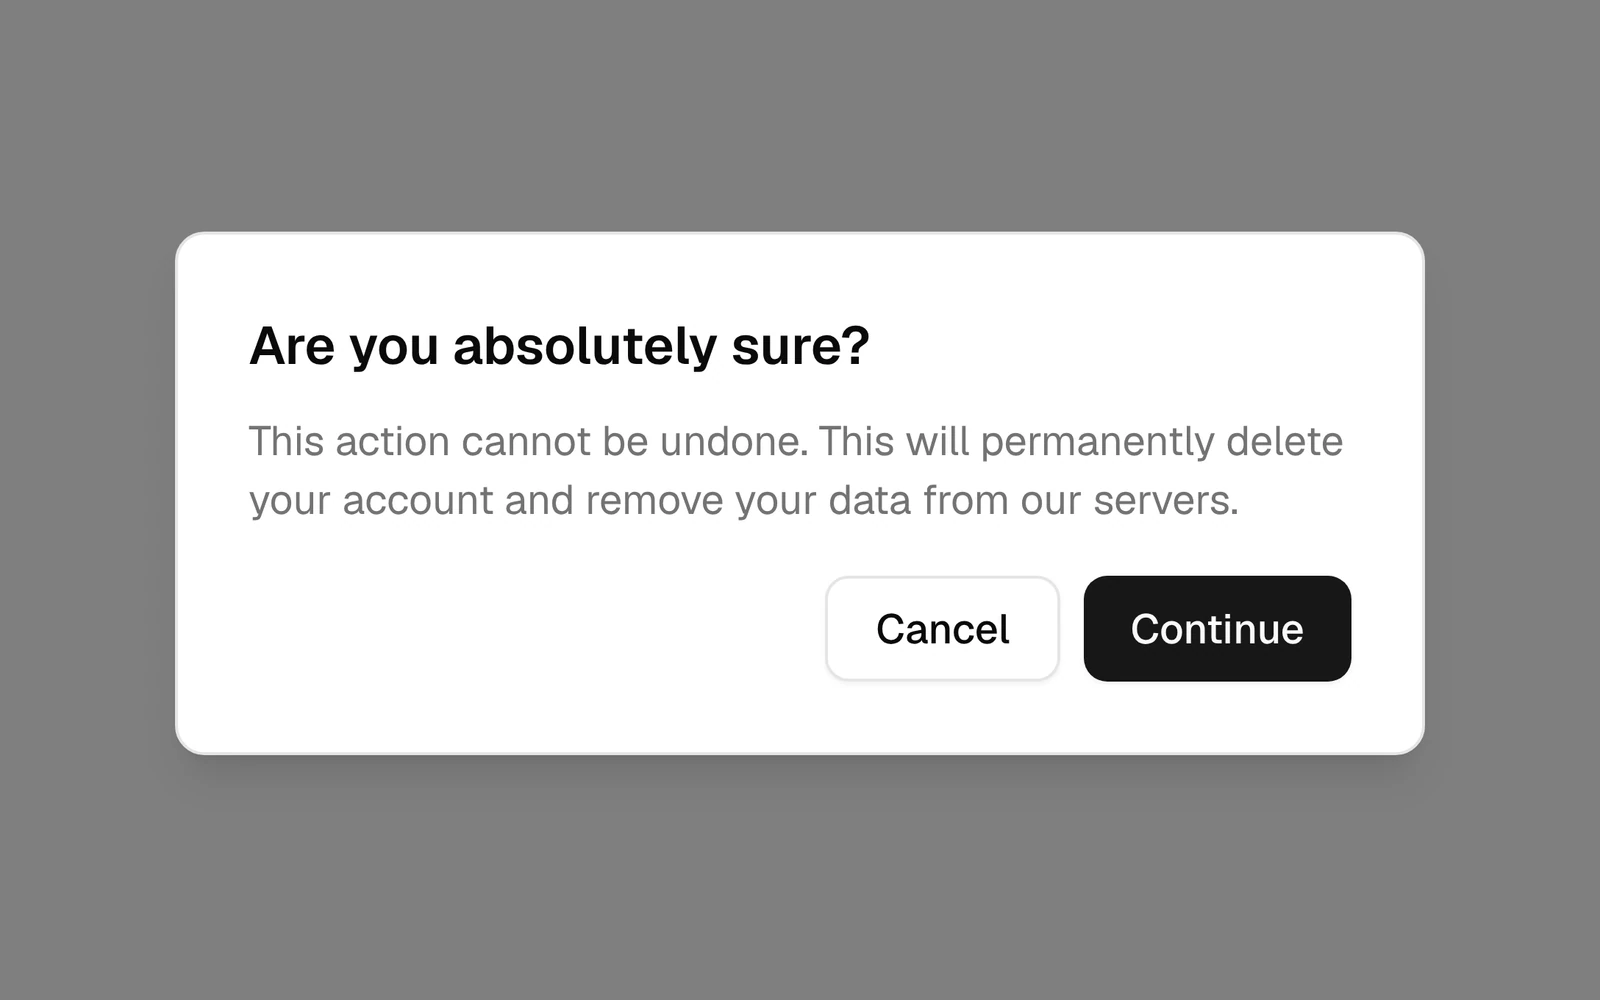 Are you absolutely sure?
This action cannot be undone. This will permanently delete
your account and remove your data from our servers.
Cancel
Continue